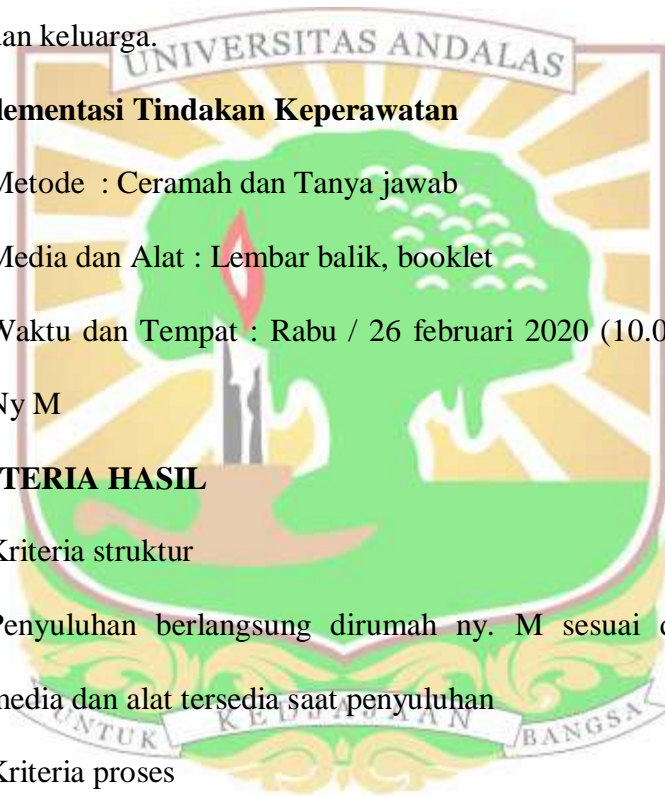 dan keluarga.
UNIVERSITAS ANDALAS
lementasi Tindakan Keperawatan
Metode : Ceramah dan Tanya jawab
Media dan Alat : Lembar balik, booklet
Waktu dan Tempat : Rabu / 26 februari 2020 (10.0
Ny M
TERIA HASIL
Kriteria struktur
Penyuluhan berlangsung dirumah ny. M sesuai
media dan alat tersedia saat penyuluhan
UNTUK KEDJAJAAN BANGSA
Kriteria proses